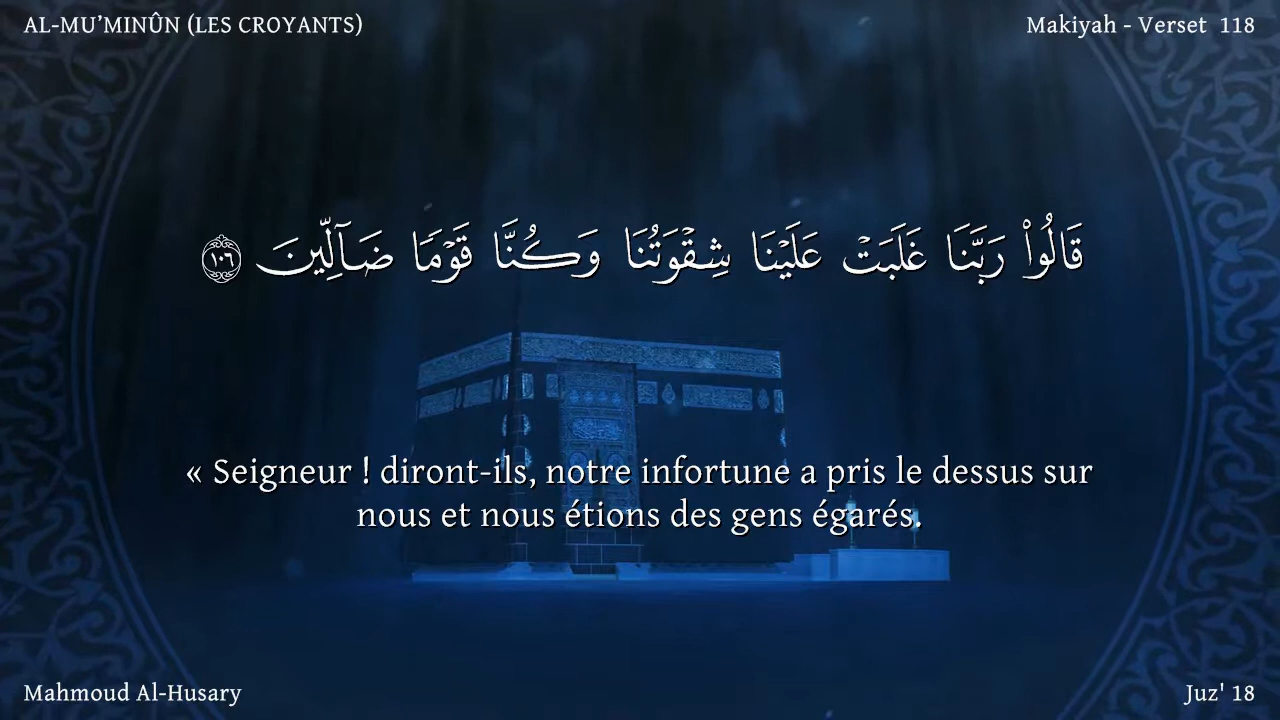 AL-MU’MINÛN (LES CROYANTS)
Makiyah - Verset 118
قَالُوا۟ رَبَّنَا غَلَبَتْ عَلَيْنَا شِقْوَتُنَا وَكُنَّا قَوْمًا ضَآلِّينَ ١٠٦
« Seigneur ! diront-ils, notre infortune a pris le dessus sur
nous et nous étions des gens égarés.
Mahmoud Al-Husary
Juz' 18